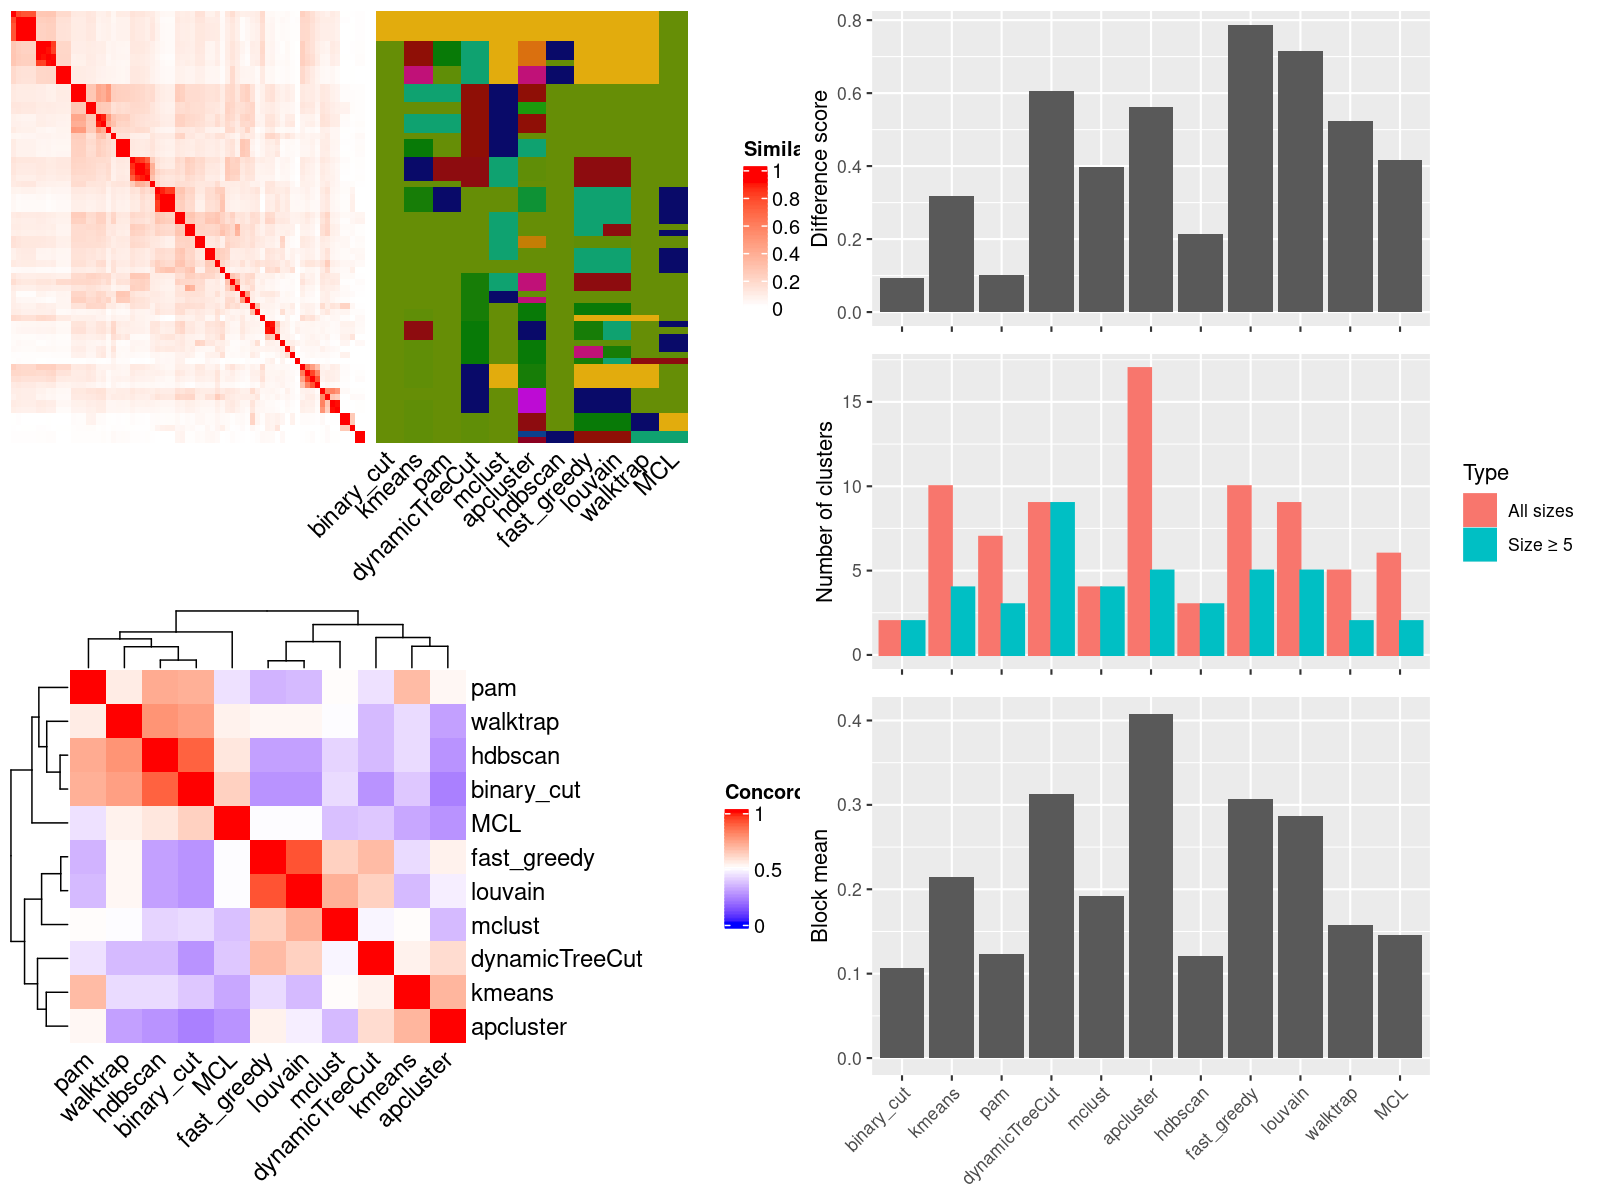 Simila
1
0.8
0.6
0.4
0.2
0
binary_cut
kmeans
pam
dynamicTreeCut
mclust
apcluster
hdbscan
fast_greedy
louvain
walktrap
MCL
pam
walktrap
hdbscan
binary_cut
MCL
fast_greedy
louvain
mclust
dynamicTreeCut
kmeans
apcluster
pam
walktrap
hdbscan
binary_cut
MCL
fast_greedy
louvain
mclust
dynamicTreeCut
kmeans
apcluster
Concord
1
0.5
0
Difference score
0.8
0.6
0.4
0.2
0.0
Number of clusters
15
10
5
0
Type
All sizes
Size ≥ 5
Block mean
0.4
0.3
0.2
0.1
0.0
binary_cut
kmeans
pam
dynamicTreeCut
mclust
apcluster
hdbscan
fast_greedy
louvain
walktrap
MCL